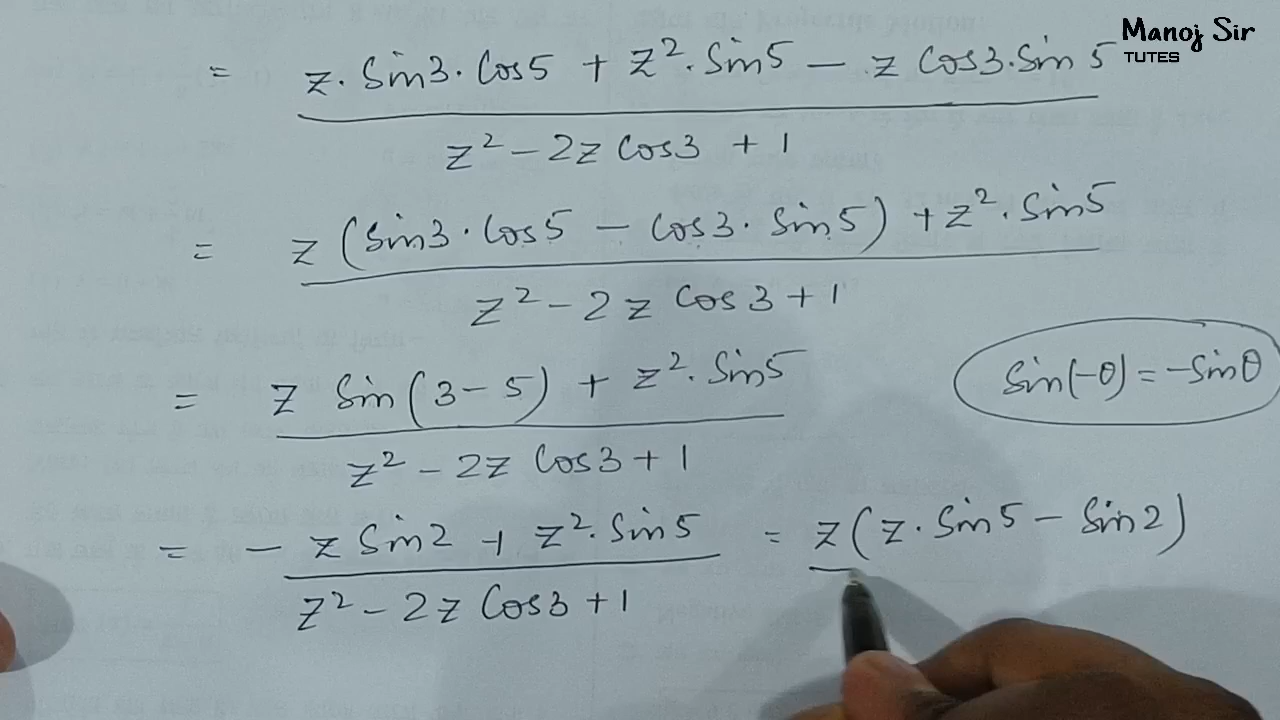 Manoj Sir
TUTES
= z. Sin3. Cos5 + z². Sin5 − z Cos3. Sin 5
z² − 2z Cos3 + 1
= z (Sin3 . Cos5 − Cos3. Sin5) + z². Sin5
z² − 2z Cos3 + 1
= z Sin(3−5) + z². Sin5
z² − 2z Cos3 + 1
Sin(−θ) = −Sinθ
= − z Sin2 + z². Sin5 = z(z. Sin5 − Sin2)
z² − 2z Cos3 + 1